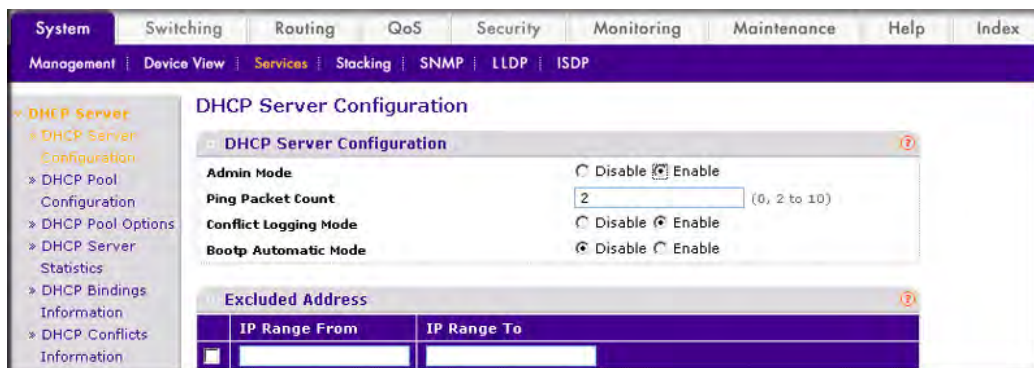 System Switching Routing QoS Security Monitoring Maintenance Help Index
Management Device View Services Stacking SNMP LLDP ISDP
DHCP Server
» DHCP Server
Configuration
» DHCP Pool
Configuration
» DHCP Pool Options
» DHCP Server
Statistics
» DHCP Bindings
Information
» DHCP Conflicts
Information
DHCP Server Configuration
DHCP Server Configuration
Admin Mode Disable Enable
Ping Packet Count 2 (0, 2 to 10)
Conflict Logging Mode Disable Enable
Bootp Automatic Mode Disable Enable
Excluded Address
IP Range From IP Range To